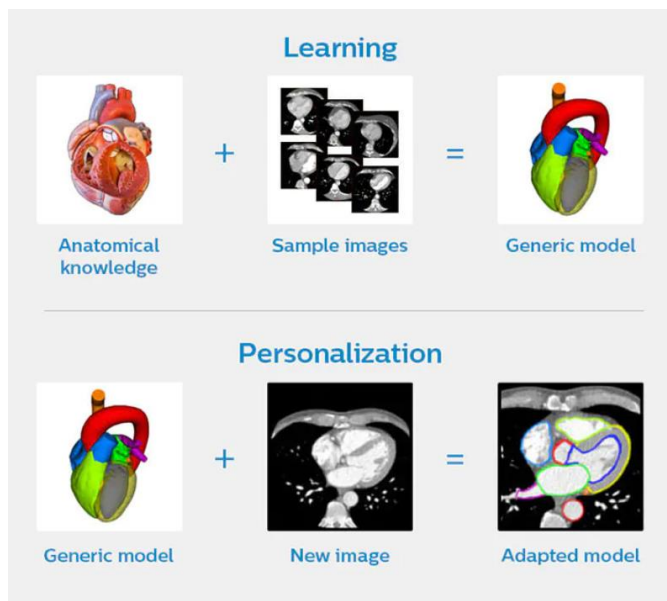 Learning
+
=
Anatomical
knowledge
Sample images
Generic model
Personalization
+
=
Generic model
New image
Adapted model